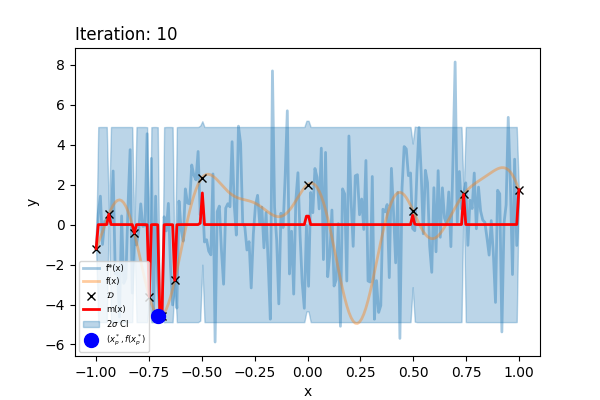 Iteration: 10
y
8
6
4
2
0
−2
−4
−6
f*(x)
f(x)
𝒟
m(x)
2σ CI
(x*ₚ, f(x*ₚ)
−1.00 −0.75 −0.50 −0.25 0.00 0.25 0.50 0.75 1.00
x